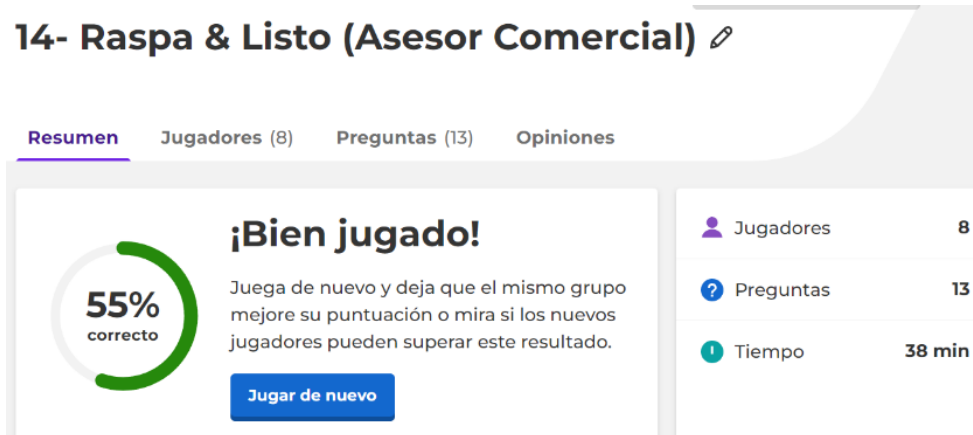 14- Raspa & Listo (Asesor Comercial)
Resumen Jugadores (8) Preguntas (13) Opiniones
55%
correcto
¡Bien jugado!
Juega de nuevo y deja que el mismo grupo
mejore su puntuación o mira si los nuevos
jugadores pueden superar este resultado.
Jugar de nuevo
Jugadores 8
Preguntas 13
Tiempo 38 min